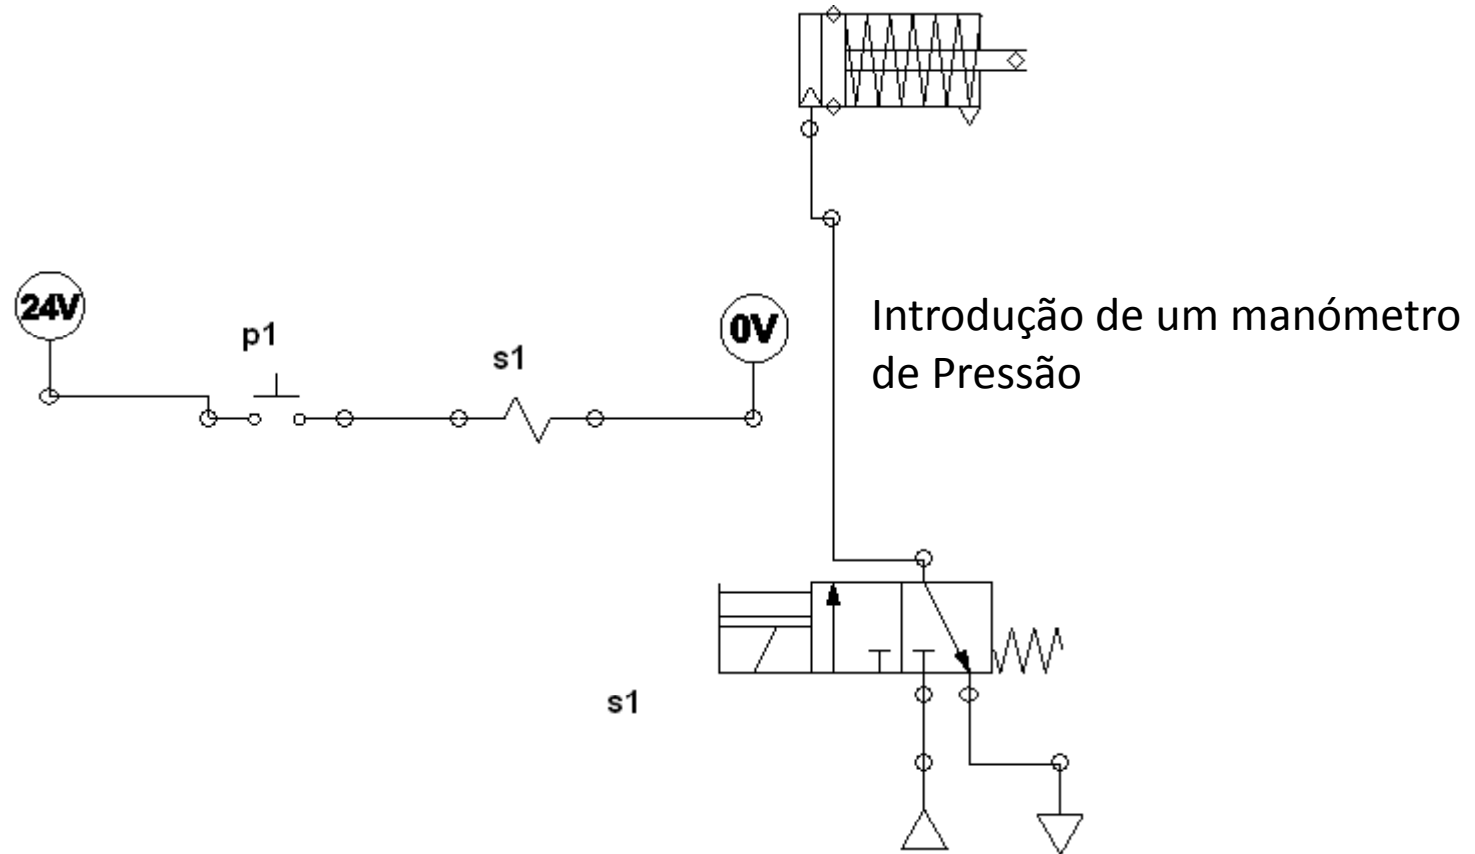 24V
p1
s1
0V
Introdução de um manómetro
de Pressão
s1